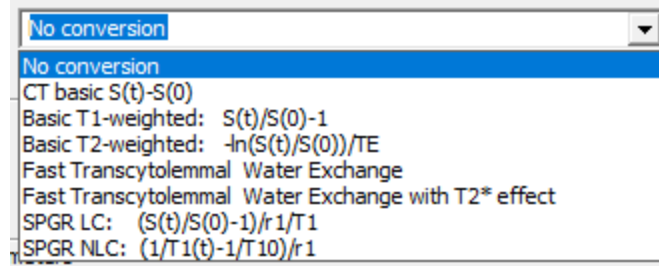 No conversion
No conversion
CT basic S(t)-S(0)
Basic T1-weighted: S(t)/S(0)-1
Basic T2-weighted: -ln(S(t)/S(0))/TE
Fast Transcytolemmal Water Exchange
Fast Transcytolemmal Water Exchange with T2* effect
SPGR LC: (S(t)/S(0)-1)/r1/T1
SPGR NLC: (1/T1(t)-1/T10)/r1